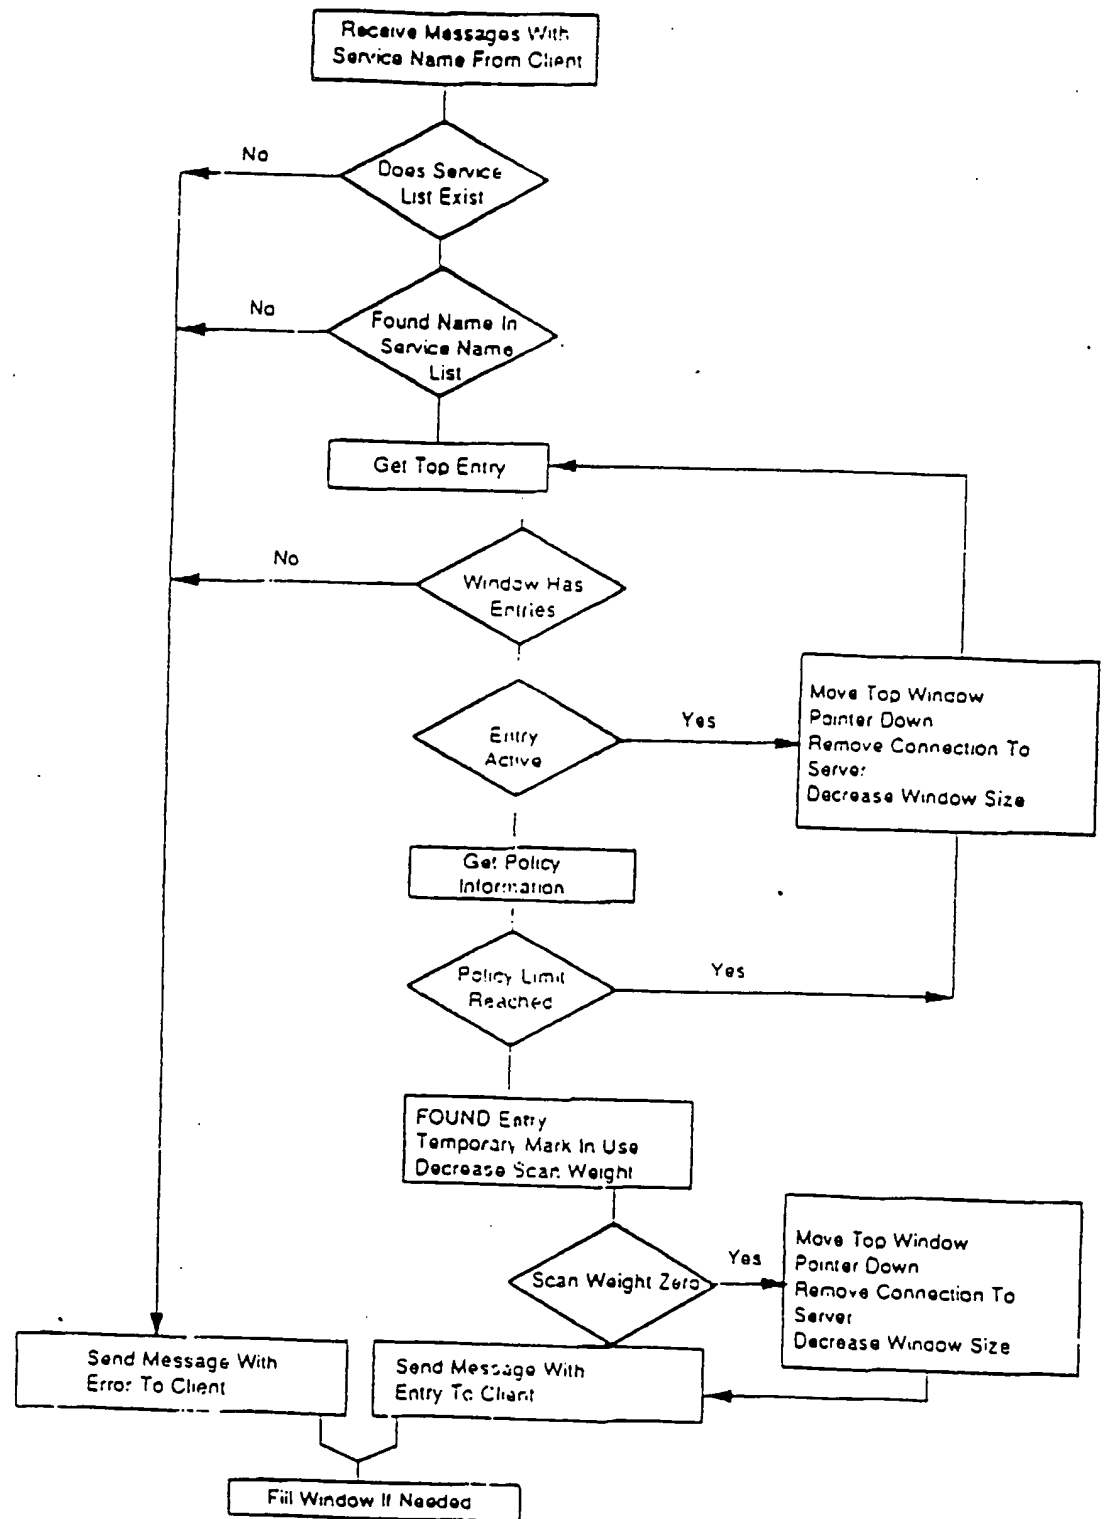 Receive Messages With
Service Name From Client
No
Does Service
List Exist
No
Found Name In
Service Name
List
Get Top Entry
No
Window Has
Entries
Entry
Active
Yes
Move Top Window
Pointer Down
Remove Connection To
Server
Decrease Window Size
Get Policy
Information
Policy Limit
Reached
Yes
FOUND Entry
Temporary Mark In Use
Decrease Scan Weight
Scan Weight Zero
Yes
Move Top Window
Pointer Down
Remove Connection To
Server
Decrease Window Size
Send Message With
Error To Client
Send Message With
Entry To Client
Fill Window If Needed